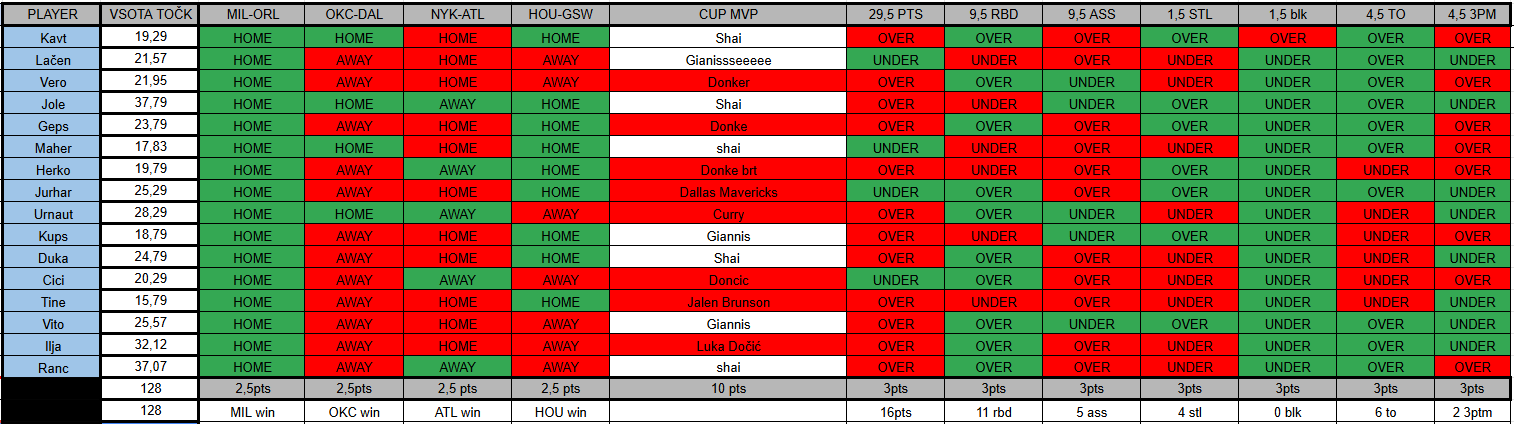 PLAYER VSOTA TOČK MIL-ORL OKC-DAL NYK-ATL HOU-GSW CUP MVP 29,5 PTS 9,5 RBD 9,5 ASS 1,5 STL 1,5 blk 4,5 TO 4,5 3PM
Kavt 19,29 HOME HOME HOME HOME Shai OVER OVER OVER OVER OVER OVER OVER
Lačen 21,57 HOME AWAY HOME AWAY Gianissseeeee UNDER UNDER OVER UNDER UNDER OVER UNDER
Vero 21,95 HOME AWAY HOME AWAY Donker OVER OVER UNDER UNDER UNDER OVER OVER
Jole 37,79 HOME HOME AWAY HOME Shai OVER UNDER UNDER OVER UNDER OVER UNDER
Geps 23,79 HOME AWAY HOME HOME Donke OVER OVER OVER OVER UNDER OVER OVER
Maher 17,83 HOME HOME HOME HOME shai UNDER UNDER OVER UNDER UNDER OVER OVER
Herko 19,79 HOME AWAY AWAY HOME Donke brt OVER UNDER OVER OVER UNDER UNDER OVER
Jurhar 25,29 HOME AWAY HOME HOME Dallas Mavericks UNDER OVER OVER OVER UNDER OVER UNDER
Urnaut 28,29 HOME HOME AWAY AWAY Curry OVER OVER UNDER UNDER UNDER UNDER UNDER
Kups 18,79 HOME AWAY HOME HOME Giannis OVER UNDER UNDER OVER UNDER UNDER OVER
Duka 24,79 HOME AWAY HOME HOME Shai OVER OVER OVER UNDER UNDER UNDER UNDER
Cici 20,29 HOME AWAY AWAY AWAY Doncic UNDER OVER OVER UNDER UNDER UNDER OVER
Tine 15,79 HOME AWAY HOME HOME Jalen Brunson OVER UNDER OVER UNDER UNDER UNDER UNDER
Vito 25,57 HOME AWAY HOME AWAY Giannis OVER OVER UNDER OVER UNDER OVER UNDER
Ilja 32,12 HOME AWAY HOME AWAY Luka Dočić OVER OVER OVER UNDER UNDER OVER UNDER
Ranc 37,07 HOME AWAY AWAY HOME shai OVER OVER OVER UNDER UNDER OVER OVER
128 2,5pts 2,5pts 2,5 pts 2,5 pts 10 pts 3pts 3pts 3pts 3pts 3pts 3pts 3pts
128 MIL win OKC win ATL win HOU win 16pts 11 rbd 5 ass 4 stl 0 blk 6 to 2 3ptm